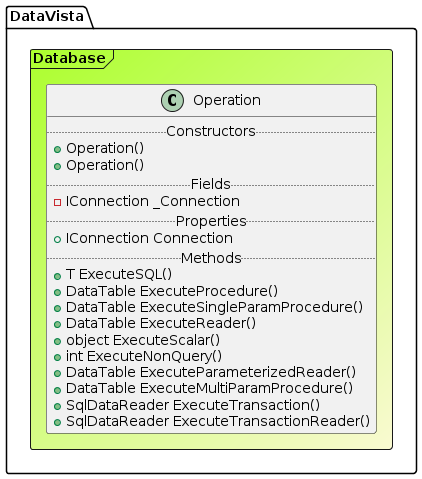 DataVista
Database
C Operation
Constructors
Operation()
Operation()
Fields
IConnection _Connection
Properties
IConnection Connection
Methods
T ExecuteSQL()
DataTable ExecuteProcedure()
DataTable ExecuteSingleParamProcedure()
DataTable ExecuteReader()
object ExecuteScalar()
int ExecuteNonQuery()
DataTable ExecuteParameterizedReader()
DataTable ExecuteMultiParamProcedure()
SqlDataReader ExecuteTransaction()
SqlDataReader ExecuteTransactionReader()